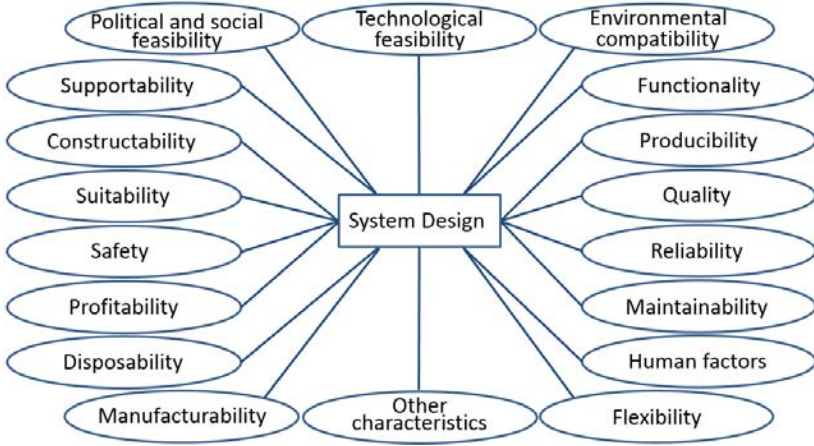 Political and social
feasibility
Technological
feasibility
Environmental
compatibility
Supportability
Functionality
Constructability
Producibility
Suitability
Quality
System Design
Safety
Reliability
Profitability
Maintainability
Disposability
Human factors
Manufacturability
Other
characteristics
Flexibility